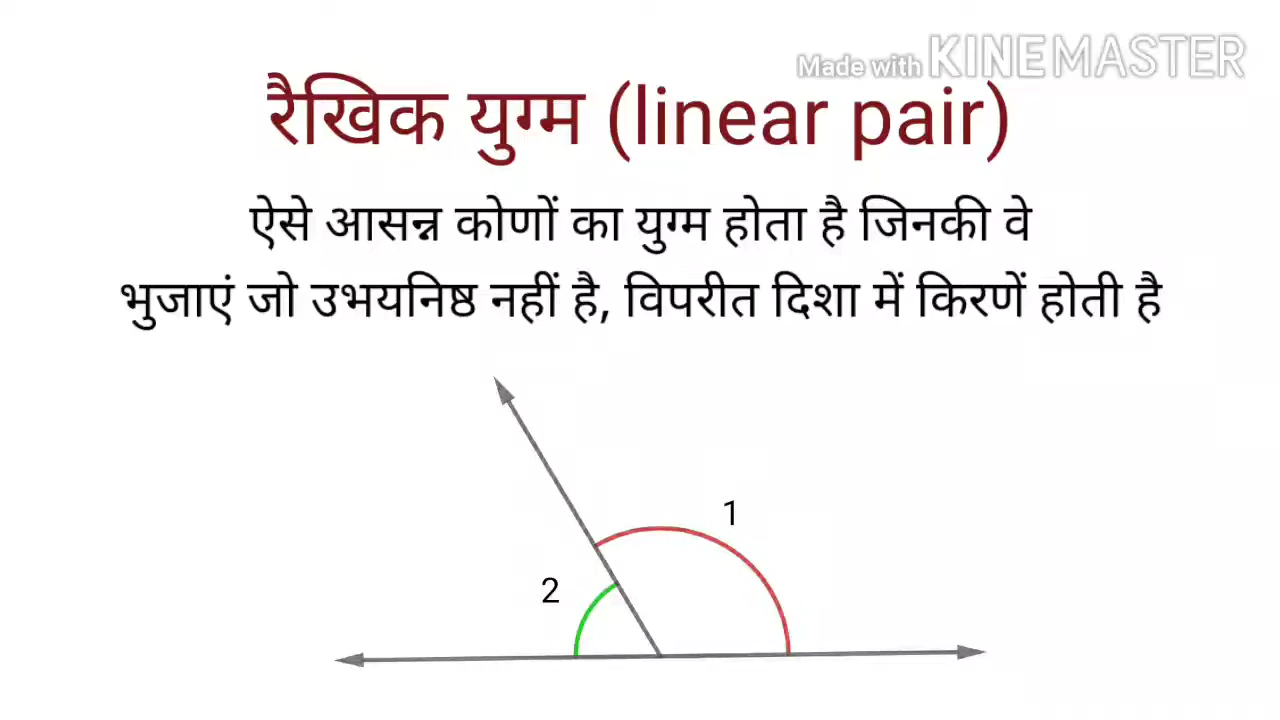 Made with KINEMASTER
रैखिक युग्म (linear pair)
ऐसे आसन्न कोणों का युग्म होता है जिनकी वे
भुजाएं जो उभयनिष्ठ नहीं है, विपरीत दिशा में किरणें होती है
1
2